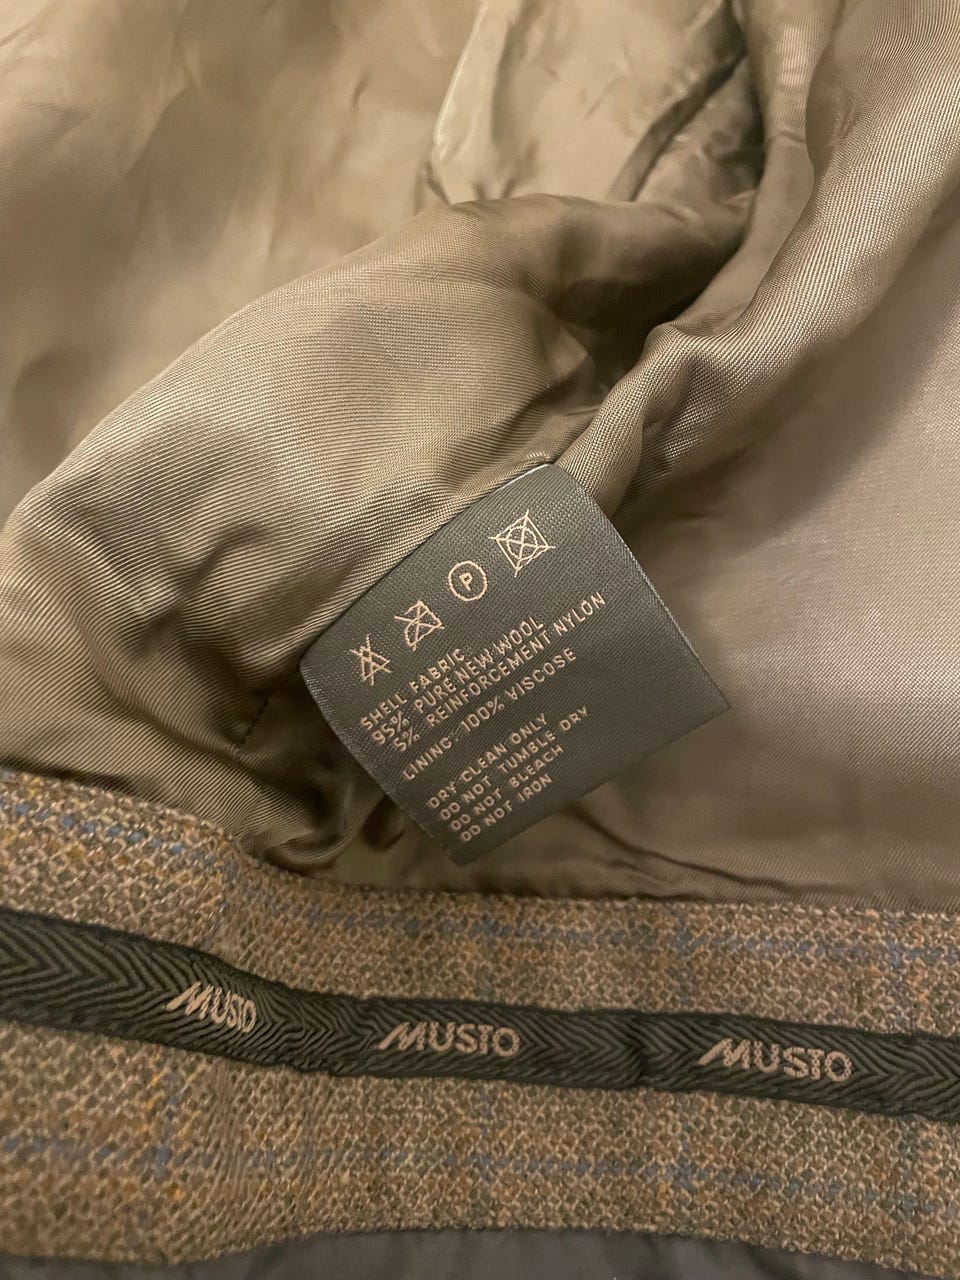 P
SHELL FABRIC
95% PURE NEW WOOL
5% REINFORCEMENT NYLON
LINING: 100% VISCOSE
DRY CLEAN ONLY
DO NOT TUMBLE DRY
DO NOT BLEACH
DO NOT IRON
MUSTO MUSTO MUSTO